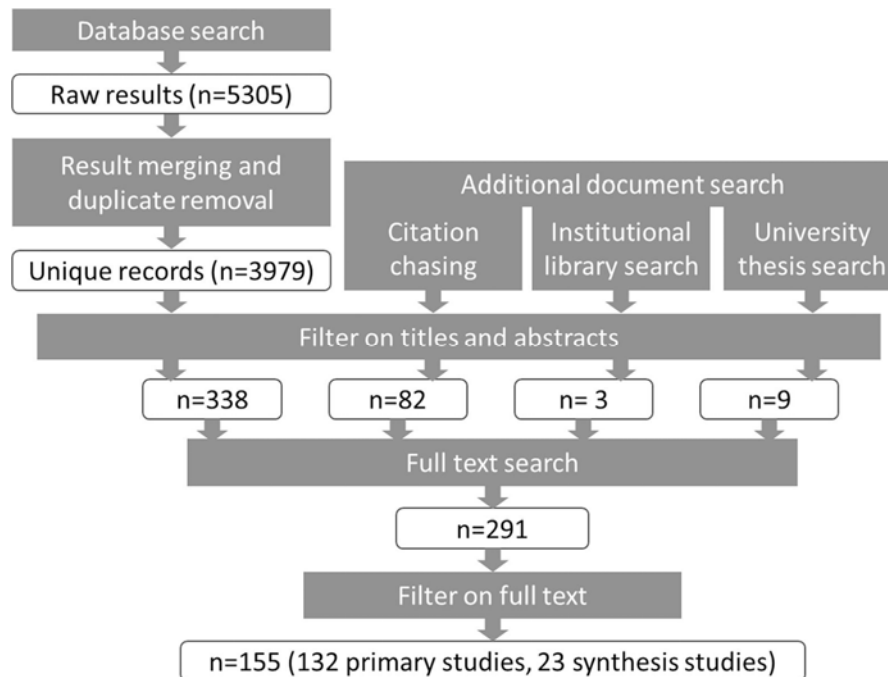 Database search
Raw results (n=5305)
Result merging and
duplicate removal
Unique records (n=3979)
Additional document search
Citation
chasing
Institutional
library search
University
thesis search
Filter on titles and abstracts
n=338
n=82
n= 3
n=9
Full text search
n=291
Filter on full text
n=155 (132 primary studies, 23 synthesis studies)